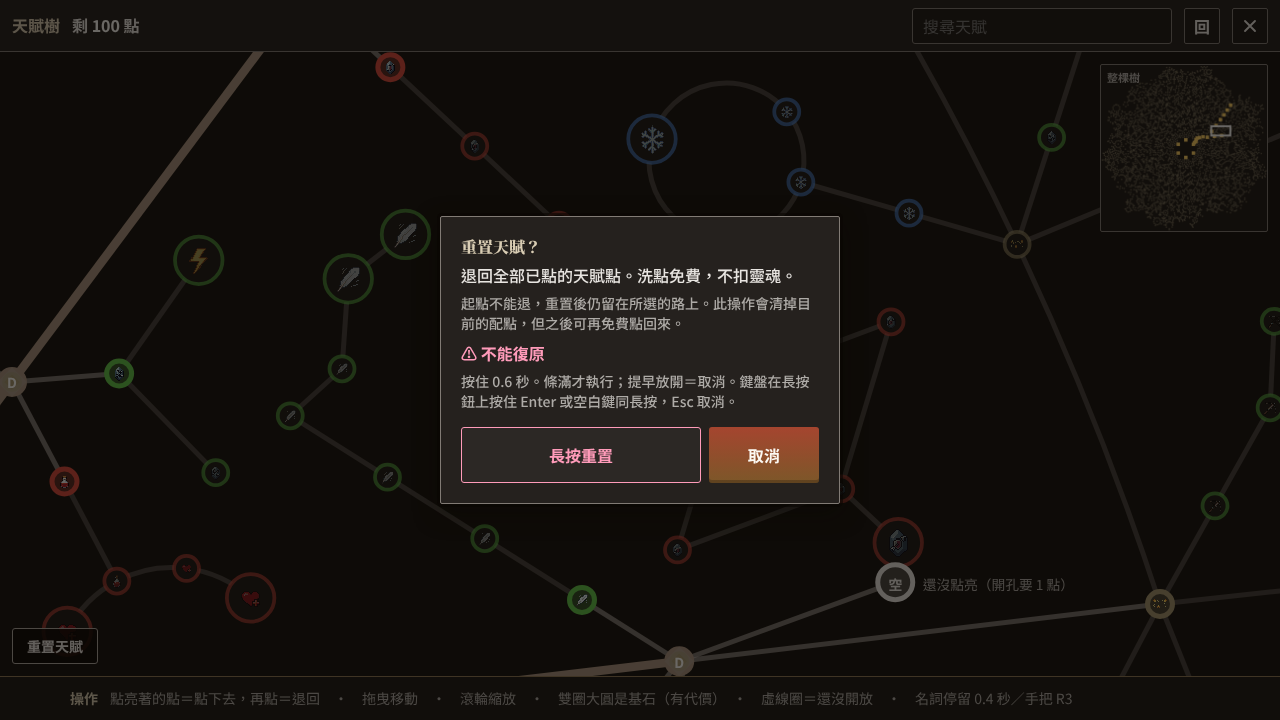 天賦樹 剩 100 點
搜尋天賦
回
整棵樹
D
重置天賦？
退回全部已點的天賦點。洗點免費，不扣靈魂。
起點不能退，重置後仍留在所選的路上。此操作會清掉目
前的配點，但之後可再免費點回來。
不能復原
按住 0.6 秒。條滿才執行；提早放開＝取消。鍵盤在長按
鈕上按住 Enter 或空白鍵同長按，Esc 取消。
長按重置
取消
空
還沒點亮（開孔要 1 點）
重置天賦
D
操作 點亮著的點＝點下去，再點＝退回 · 拖曳移動 · 滾輪縮放 · 雙圈大圓是基石（有代價） · 虛線圈＝還沒開放 · 名詞停留 0.4 秒／手把 R3